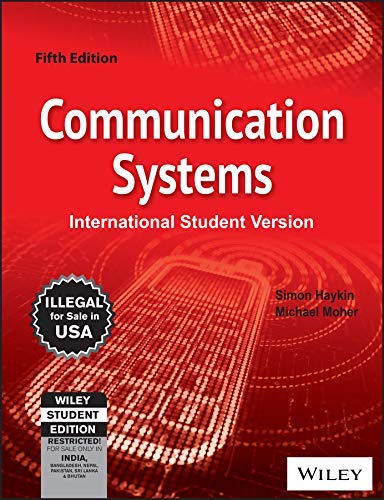 Fifth Edition
Communication
Systems
International Student Version
Simon Haykin
Michael Moher
ILLEGAL
for Sale in
USA
WILEY
STUDENT
EDITION
RESTRICTED!
FOR SALE ONLY IN
INDIA,
BANGLADESH, NEPAL,
PAKISTAN, SRI LANKA
& BHUTAN
WILEY